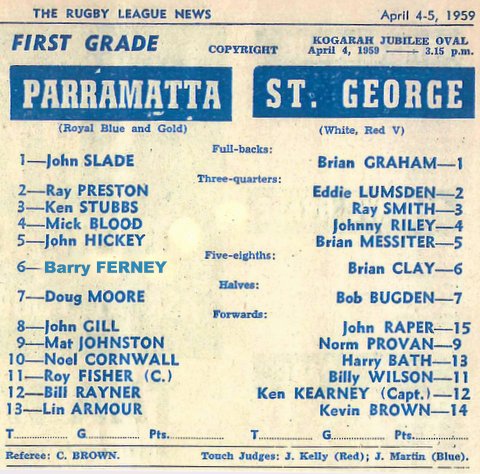 THE RUGBY LEAGUE NEWS April 4-5, 1959
FIRST GRADE COPYRIGHT KOGARAH JUBILEE OVAL
April 4, 1959 ——— 3.15 p.m.
PARRAMATTA ST. GEORGE
(Royal Blue and Gold) (White, Red V)
Full-backs:
1—John SLADE Brian GRAHAM—1
Three-quarters:
2—Ray PRESTON Eddie LUMSDEN—2
3—Ken STUBBS Ray SMITH—3
4—Mick BLOOD Johnny RILEY—4
5—John HICKEY Brian MESSITER—5
Five-eighths:
6—Barry FERNEY Brian CLAY—6
Halves:
7—Doug MOORE Bob BUGDEN—7
Forwards:
8—John GILL John RAPER—15
9—Mat JOHNSTON Norm PROVAN—9
10—Noel CORNWALL Harry BATH—13
11—Roy FISHER (C.) Billy WILSON—11
12—Bill RAYNER Ken KEARNEY (Capt.)—12
13—Lin ARMOUR Kevin BROWN—14
T.......... G.......... Pts.......... T.......... G.......... Pts..........
Referee: C. BROWN. Touch Judges: J. Kelly (Red); J. Martin (Blue).